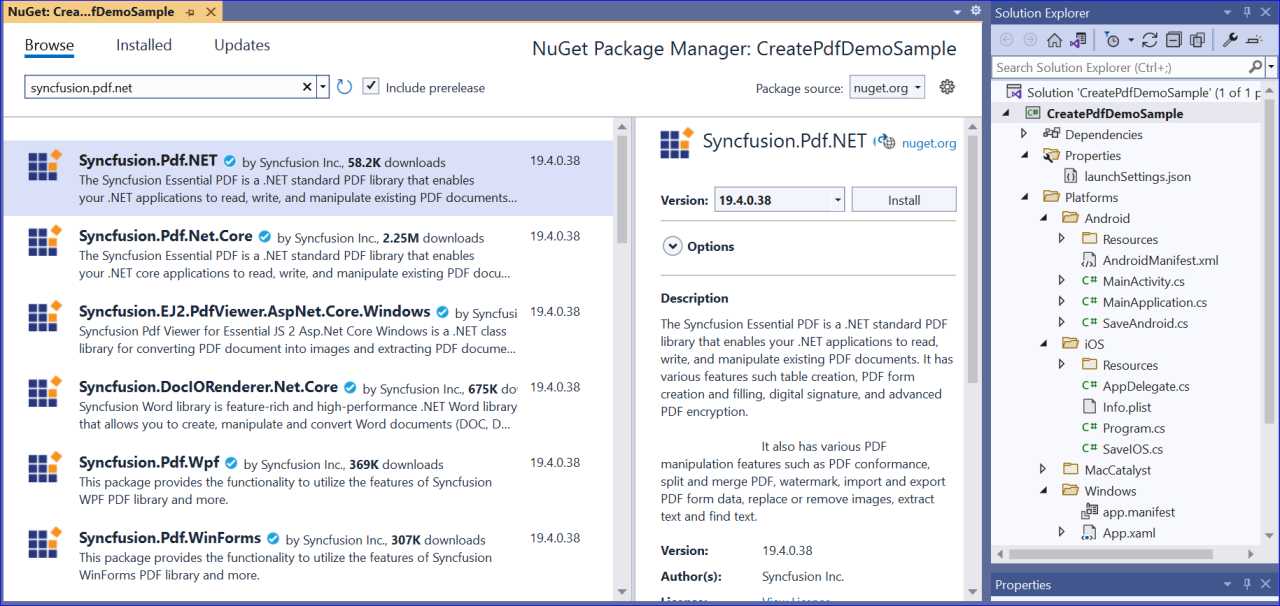 NuGet: Crea...fDemoSample
Browse
Installed
Updates
NuGet Package Manager: CreatePdfDemoSample
syncfusion.pdf.net
Include prerelease
Package source:
nuget.org
Syncfusion.Pdf.NET by Syncfusion Inc., 58.2K downloads
19.4.0.38
The Syncfusion Essential PDF is a .NET standard PDF library that enables
your .NET applications to read, write, and manipulate existing PDF documents...
Syncfusion.Pdf.Net.Core by Syncfusion Inc., 2.25M downloads
19.4.0.38
The Syncfusion Essential PDF is a .NET standard PDF library that enables
your .NET core applications to read, write, and manipulate existing PDF docu...
Syncfusion.EJ2.PdfViewer.AspNet.Core.Windows by Syncfusi
19.4.0.38
Syncfusion Pdf Viewer for Essential JS 2 Asp.Net Core Windows is a .NET class
library for converting PDF document into images and extracting PDF docume...
Syncfusion.DocIORenderer.Net.Core by Syncfusion Inc., 675K do
19.4.0.38
Syncfusion Word library is feature-rich and high-performance .NET Word library
that allows you to create, manipulate and convert Word documents (DOC, D...
Syncfusion.Pdf.Wpf by Syncfusion Inc., 369K downloads
19.4.0.38
This package provides the functionality to utilize the features of Syncfusion
WPF PDF library and more.
Syncfusion.Pdf.WinForms by Syncfusion Inc., 307K downloads
19.4.0.38
This package provides the functionality to utilize the features of Syncfusion
WinForms PDF library and more.
Syncfusion.Pdf.NET
nuget.org
Version:
19.4.0.38
Install
Options
Description
The Syncfusion Essential PDF is a .NET standard PDF
library that enables your .NET applications to read,
write, and manipulate existing PDF documents. It has
various features such table creation, PDF form
creation and filling, digital signature, and advanced
PDF encryption.
It also has various PDF
manipulation features such as PDF conformance,
split and merge PDF, watermark, import and export
PDF form data, replace or remove images, extract
text and find text.
Version: 19.4.0.38
Author(s): Syncfusion Inc.
License: View License
Solution Explorer
Search Solution Explorer (Ctrl+;)
Solution 'CreatePdfDemoSample' (1 of 1 p
C# CreatePdfDemoSample
Dependencies
Properties
launchSettings.json
Platforms
Android
Resources
AndroidManifest.xml
C# MainActivity.cs
C# MainApplication.cs
C# SaveAndroid.cs
iOS
Resources
C# AppDelegate.cs
Info.plist
C# Program.cs
C# SaveIOS.cs
MacCatalyst
Windows
app.manifest
App.xaml
Properties